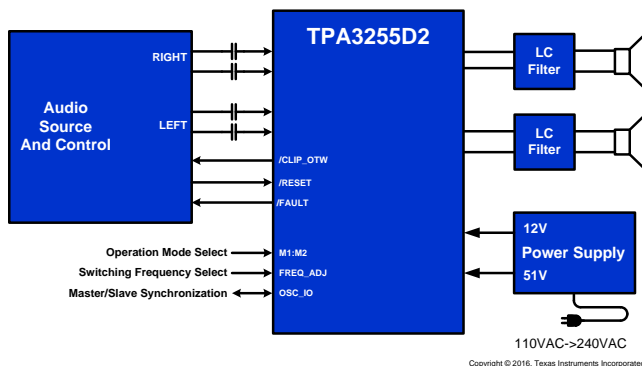 TPA3255D2
RIGHT
LEFT
Audio
Source
And Control
/CLIP_OTW
/RESET
/FAULT
Operation Mode Select
M1:M2
Switching Frequency Select
FREQ_ADJ
Master/Slave Synchronization
OSC_IO
LC
Filter
LC
Filter
12V
Power Supply
51V
110VAC->240VAC
Copyright © 2016, Texas Instruments Incorporated